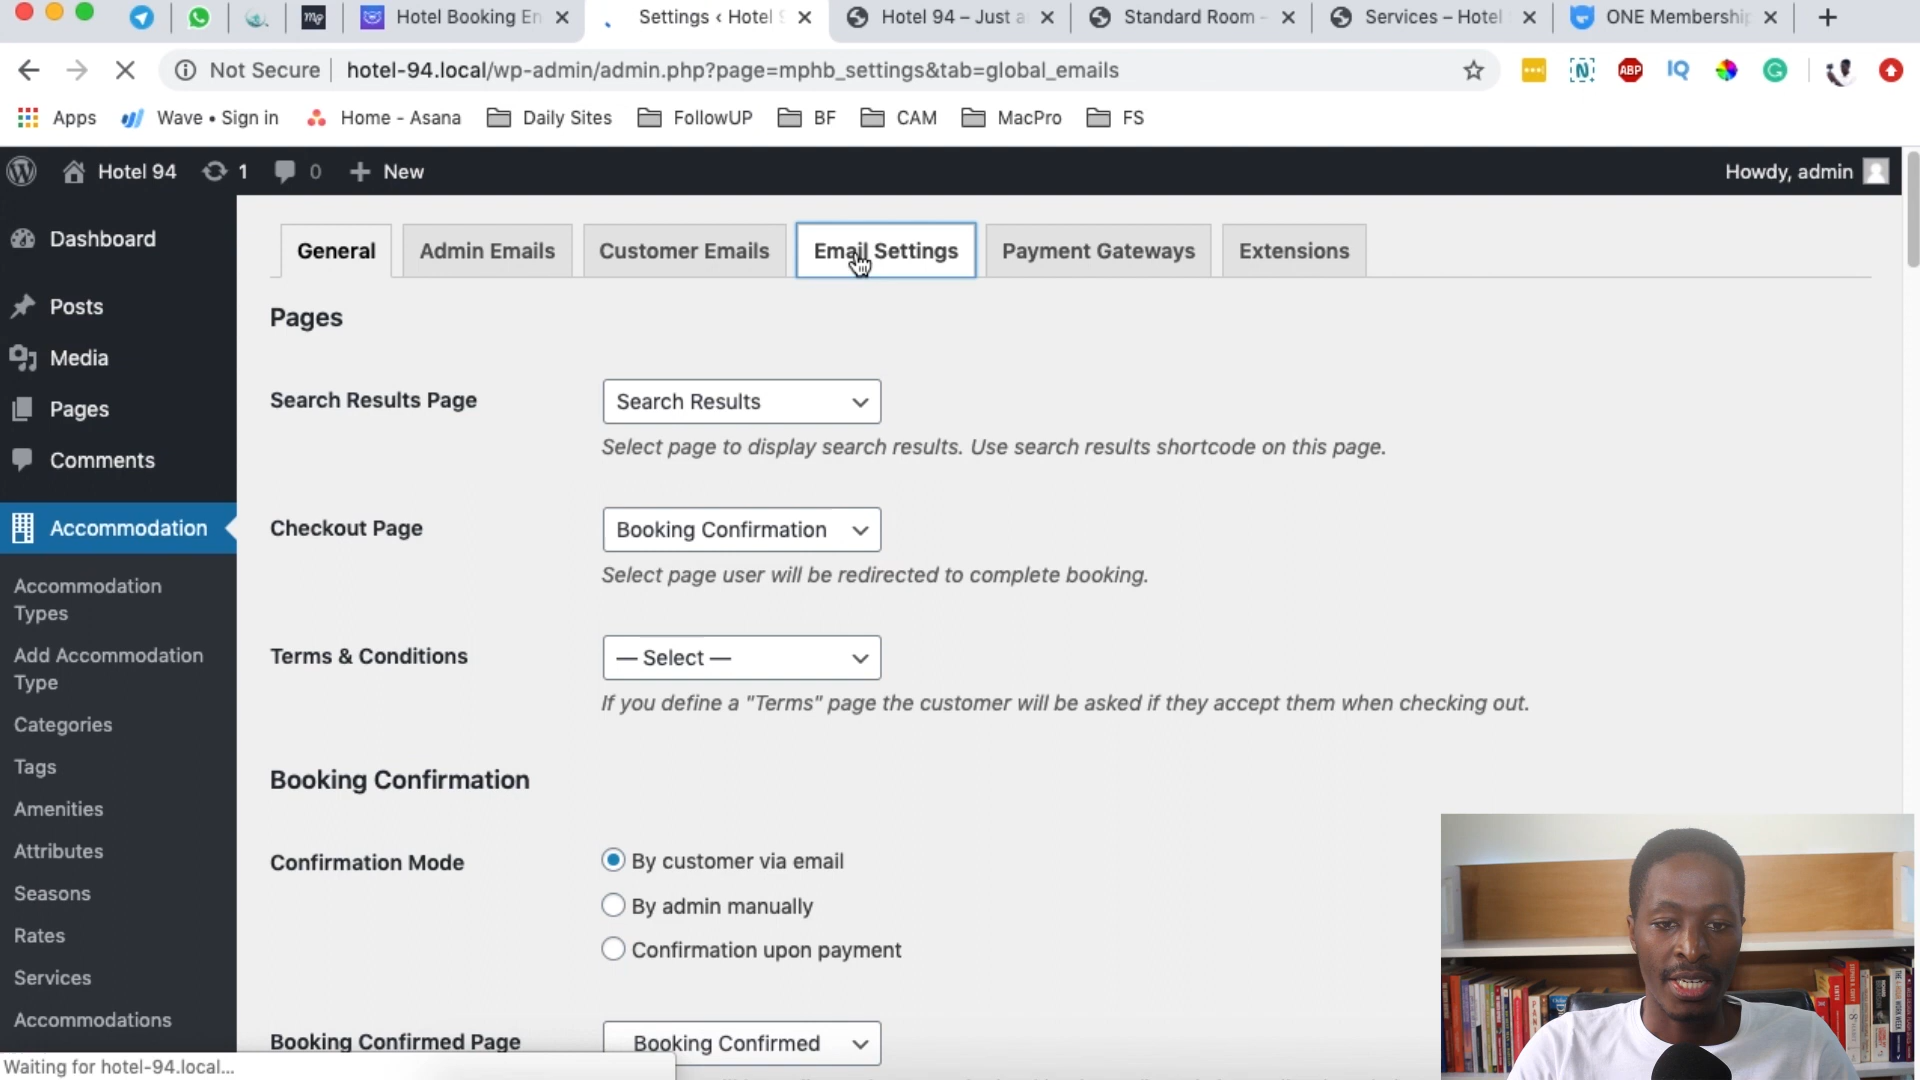 Hotel Booking En
Settings ‹ Hotel 9
Hotel 94 – Just a
Standard Room –
Services – Hotel
ONE Membership
Not Secure
hotel-94.local/wp-admin/admin.php?page=mphb_settings&tab=global_emails
ABP
IQ
Apps
Wave • Sign in
Home - Asana
Daily Sites
FollowUP
BF
CAM
MacPro
FS
Hotel 94
1
0
New
Howdy, admin
Dashboard
Posts
Media
Pages
Comments
Accommodation
Accommodation
Types
Add Accommodation
Type
Categories
Tags
Amenities
Attributes
Seasons
Rates
Services
Accommodations
General
Admin Emails
Customer Emails
Email Settings
Payment Gateways
Extensions
Pages
Search Results Page
Search Results
Select page to display search results. Use search results shortcode on this page.
Checkout Page
Booking Confirmation
Select page user will be redirected to complete booking.
Terms & Conditions
— Select —
If you define a "Terms" page the customer will be asked if they accept them when checking out.
Booking Confirmation
Confirmation Mode
By customer via email
By admin manually
Confirmation upon payment
Booking Confirmed Page
Booking Confirmed
Waiting for hotel-94.local...